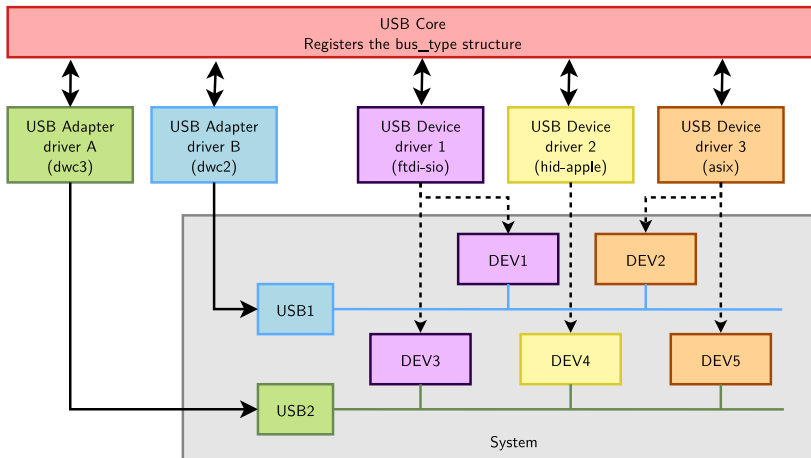 USB Core
Registers the bus_type structure
USB Adapter
driver A
(dwc3)
USB Adapter
driver B
(dwc2)
USB Device
driver 1
(ftdi-sio)
USB Device
driver 2
(hid-apple)
USB Device
driver 3
(asix)
DEV1
DEV2
USB1
DEV3
DEV4
DEV5
USB2
System